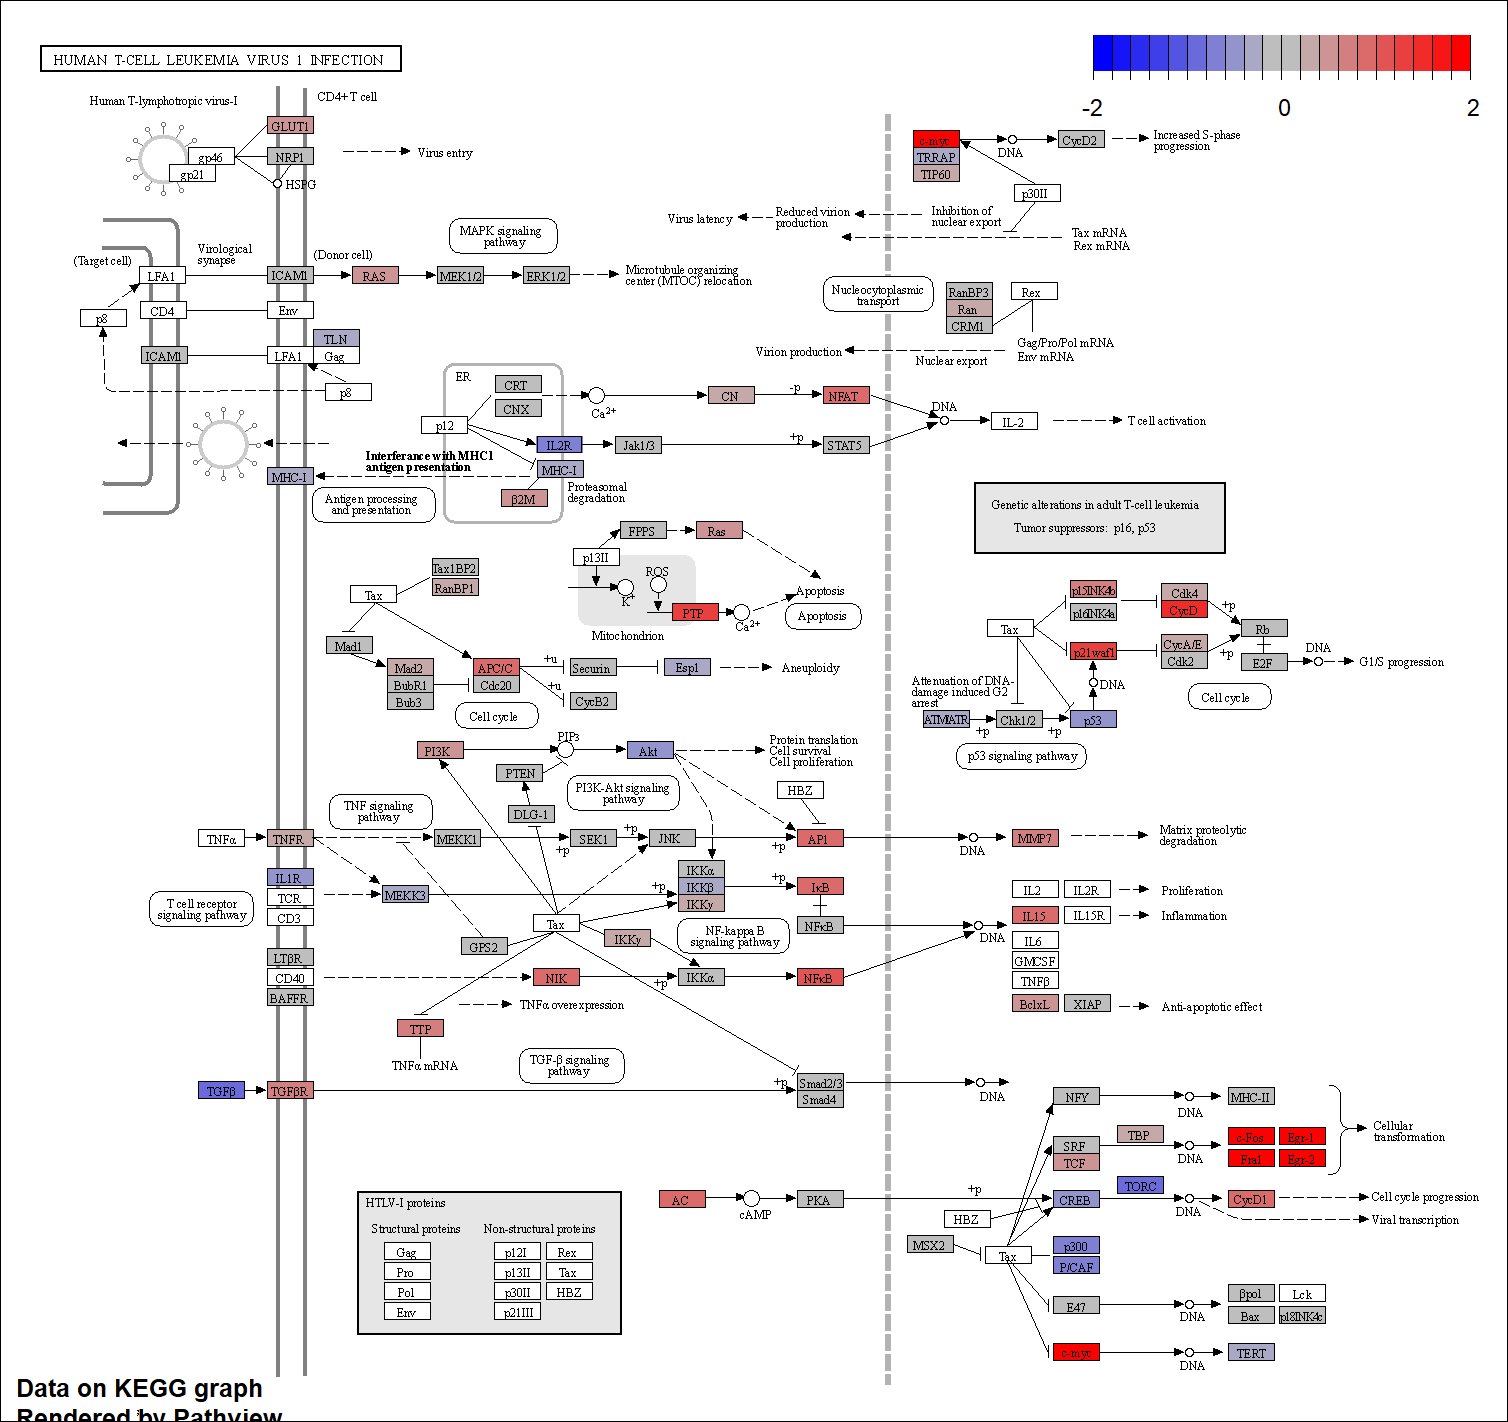 HUMAN T-CELL LEUKEMIA VIRUS 1 INFECTION
-2
0
2
Human T-lymphotropic virus-I
CD4+ T cell
GLUT1
gp46
NRP1
gp21
HSPG
Virus entry
c-myc
TRRAP
TIP60
DNA
CycD2
Increased S-phase
progression
p30II
Virus latency
Reduced virion
production
Inhibition of
nuclear export
Tax mRNA
Rex mRNA
MAPK signaling
pathway
(Target cell)
Virological
synapse
(Donor cell)
LFA1
ICAM1
RAS
MEK1/2
ERK1/2
Microtubule organizing
center (MTOC) relocation
Nucleocytoplasmic
transport
RanBP3
Ran
CRM1
Rex
p8
CD4
Env
TLN
ICAM1
LFA1
Gag
p8
Virion production
Nuclear export
Gag/Pro/Pol mRNA
Env mRNA
ER
CRT
CNX
Ca2+
CN
-p
NFAT
p12
IL2R
Jak1/3
+p
STAT5
DNA
IL-2
T cell activation
Interferance with MHC1
antigen presentation
MHC-I
MHC-I
β2M
Proteasomal
degradation
Antigen processing
and presentation
Genetic alterations in adult T-cell leukemia
Tumor suppressors: p16, p53
FPPS
Ras
p13II
ROS
K+
PTP
Ca2+
Mitochondrion
Apoptosis
Apoptosis
Tax1BP2
RanBP1
Tax
Mad1
Mad2
BubR1
Bub3
APC/C
Cdc20
+u
+u
Securin
CycB2
Esp1
Aneuploidy
Cell cycle
p15INK4b
p16INK4a
Cdk4
CycD
+p
Tax
p21waf1
CycA/E
Cdk2
+p
Rb
E2F
DNA
G1/S progression
DNA
Attenuation of DNA-
damage induced G2
arrest
ATM/ATR
+p
Chk1/2
+p
p53
Cell cycle
p53 signaling pathway
PI3K
PIP3
Akt
Protein translation
Cell survival
Cell proliferation
PTEN
DLG-1
PI3K-Akt signaling
pathway
HBZ
TNF signaling
pathway
TNFα
TNFR
MEKK1
+p
SEK1
+p
JNK
+p
AP1
DNA
MMP7
Matrix proteolytic
degradation
IL1R
TCR
CD3
MEKK3
+p
IKKα
IKKβ
IKKγ
+p
IκB
NFκB
T cell receptor
signaling pathway
Tax
GPS2
IKKγ
NF-kappa B
signaling pathway
DNA
IL2
IL2R
Proliferation
IL15
IL15R
Inflammation
IL6
GMCSF
TNFβ
BclxL
XIAP
Anti-apoptotic effect
LTβR
CD40
BAFFR
NIK
+p
IKKα
NFκB
TNFα overexpression
TTP
TNFα mRNA
TGF-β signaling
pathway
TGFβ
TGFβR
+p
Smad2/3
Smad4
DNA
NFY
DNA
MHC-II
SRF
TCF
TBP
DNA
c-Fos
Egr-1
Fra1
Egr-2
Cellular
transformation
AC
cAMP
PKA
+p
CREB
TORC
DNA
CycD1
Cell cycle progression
Viral transcription
HBZ
MSX2
Tax
p300
P/CAF
E47
DNA
βpol
Lck
Bax
p18INK4c
c-myc
DNA
TERT
HTLV-I proteins
Structural proteins
Non-structural proteins
Gag
p12I
Rex
Pro
p13II
Tax
Pol
p30II
HBZ
Env
p21III
Data on KEGG graph
Rendered by Pathview